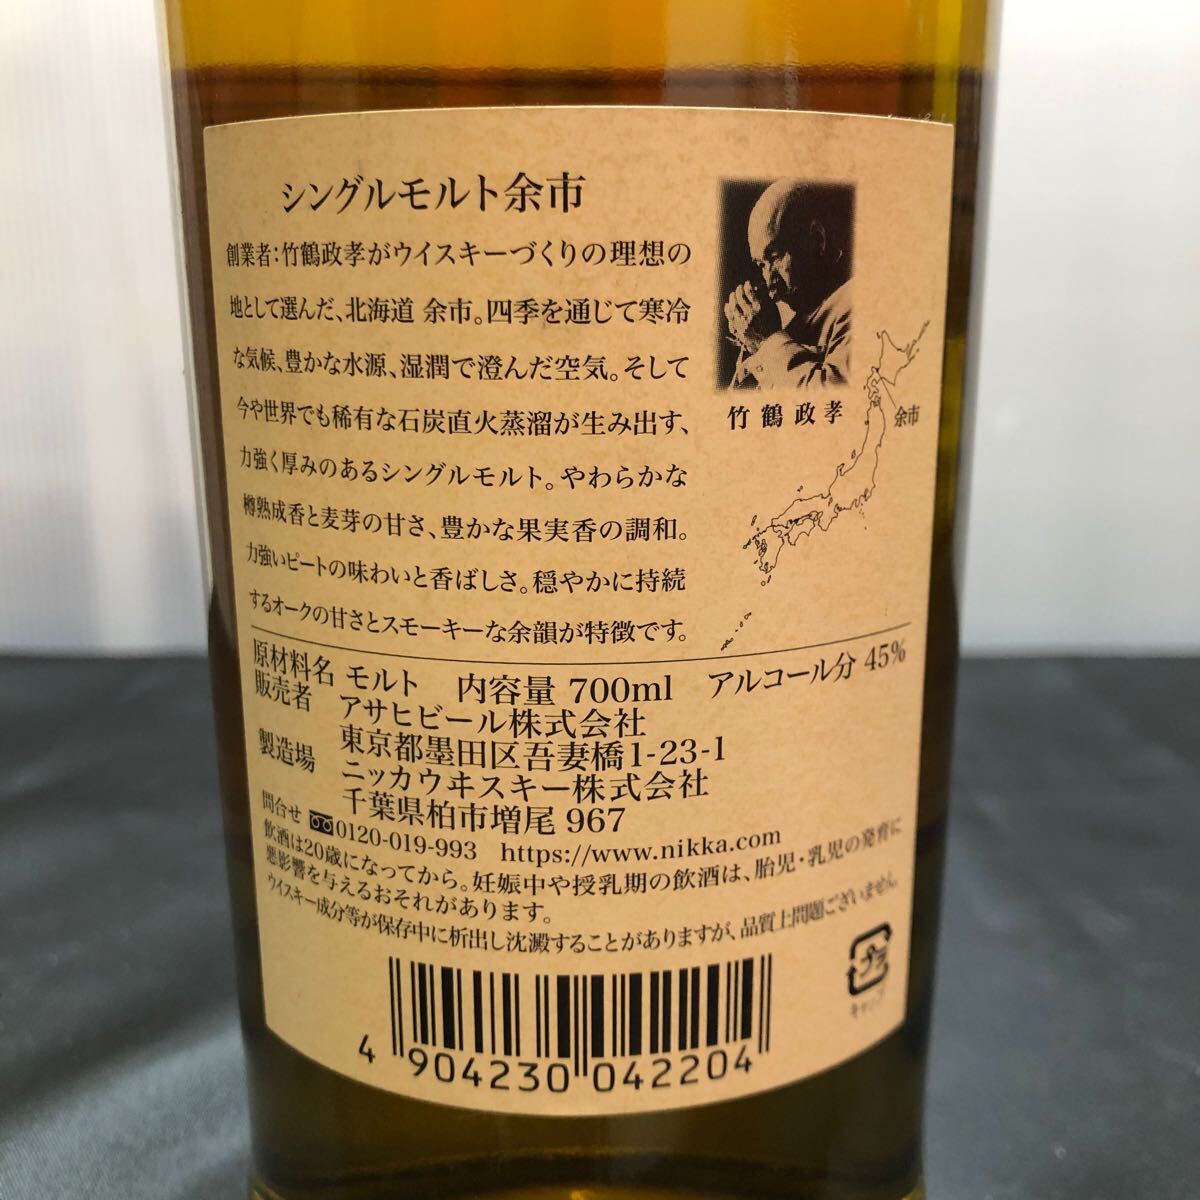 シングルモルト余市
創業者:竹鶴政孝がウイスキーづくりの理想の
地として選んだ、北海道 余市。四季を通じて寒冷
な気候、豊かな水源、湿潤で澄んだ空気。そして
今や世界でも稀有な石炭直火蒸溜が生み出す、
力強く厚みのあるシングルモルト。やわらかな
樽熟成香と麦芽の甘さ、豊かな果実香の調和。
力強いピートの味わいと香ばしさ。穏やかに持続
するオークの甘さとスモーキーな余韻が特徴です。
竹鶴政孝
余市
原材料名 モルト 内容量 700ml アルコール分 45%
販売者 アサヒビール株式会社
東京都墨田区吾妻橋1-23-1
製造場 ニッカウヰスキー株式会社
千葉県柏市増尾 967
問合せ 0120-019-993 https://www.nikka.com
飲酒は20歳になってから。妊娠中や授乳期の飲酒は、胎児・乳児の発育に
悪影響を与えるおそれがあります。
ウイスキー成分等が保存中に析出し沈澱することがありますが、品質上問題ございません。
プラ
キャップ
4 904230 042204